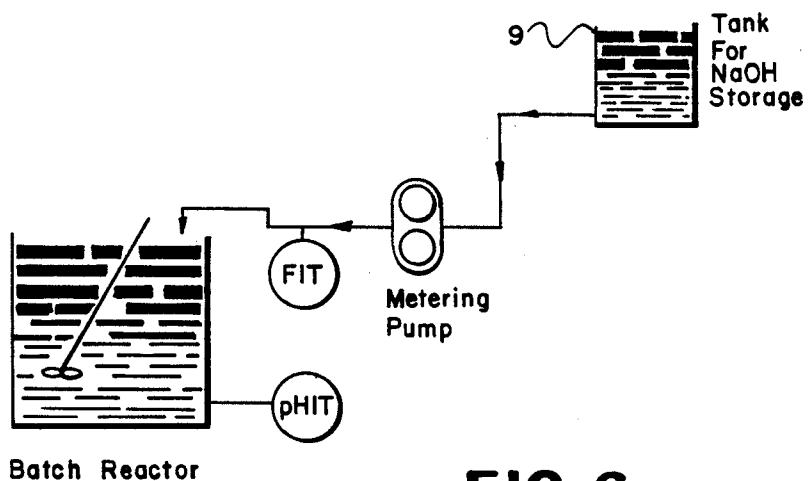 9
Tank
For
NaOH
Storage
FIT
Metering
Pump
pHIT
Batch Reactor